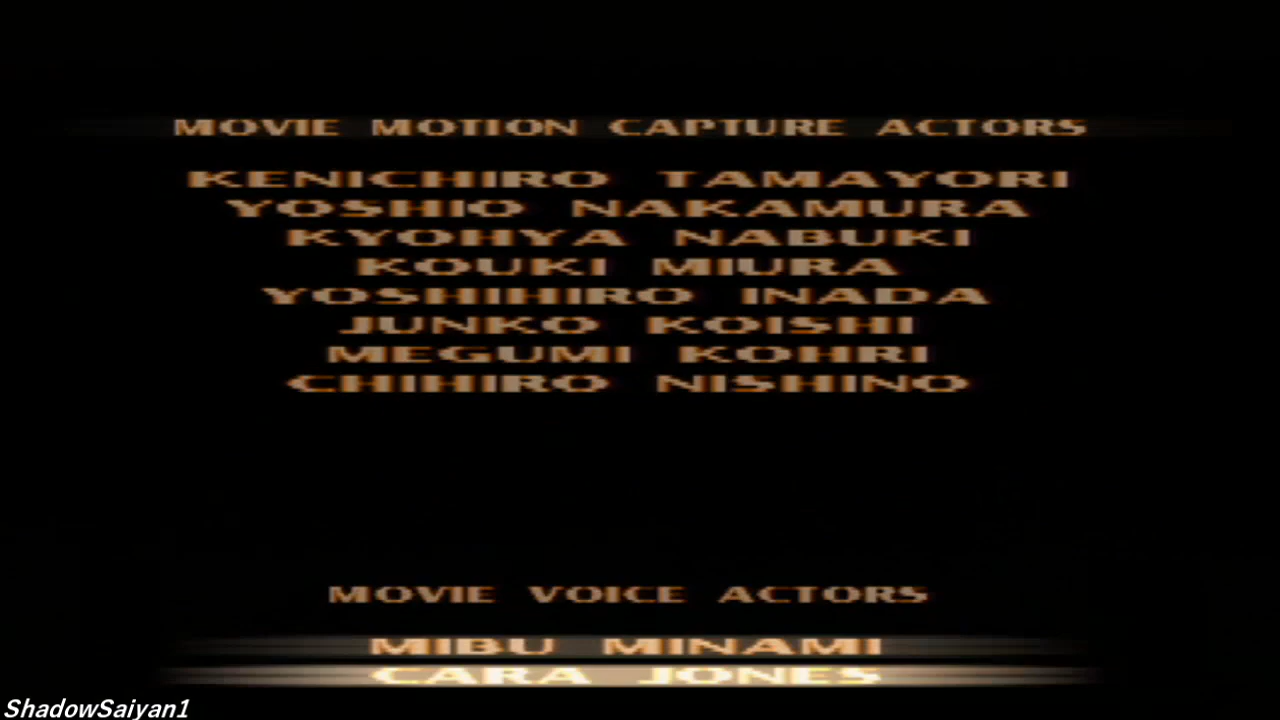 MOVIE MOTION CAPTURE ACTORS
KENICHIRO TAMAYORI
YOSHIO NAKAMURA
KYOHYA NABUKI
KOUKI MIURA
YOSHIHIRO INADA
JUNKO KOISHI
MEGUMI KOHRI
CHIHIRO NISHINO
MOVIE VOICE ACTORS
MIBU MINAMI
CARA JONES
ShadowSaiyan1